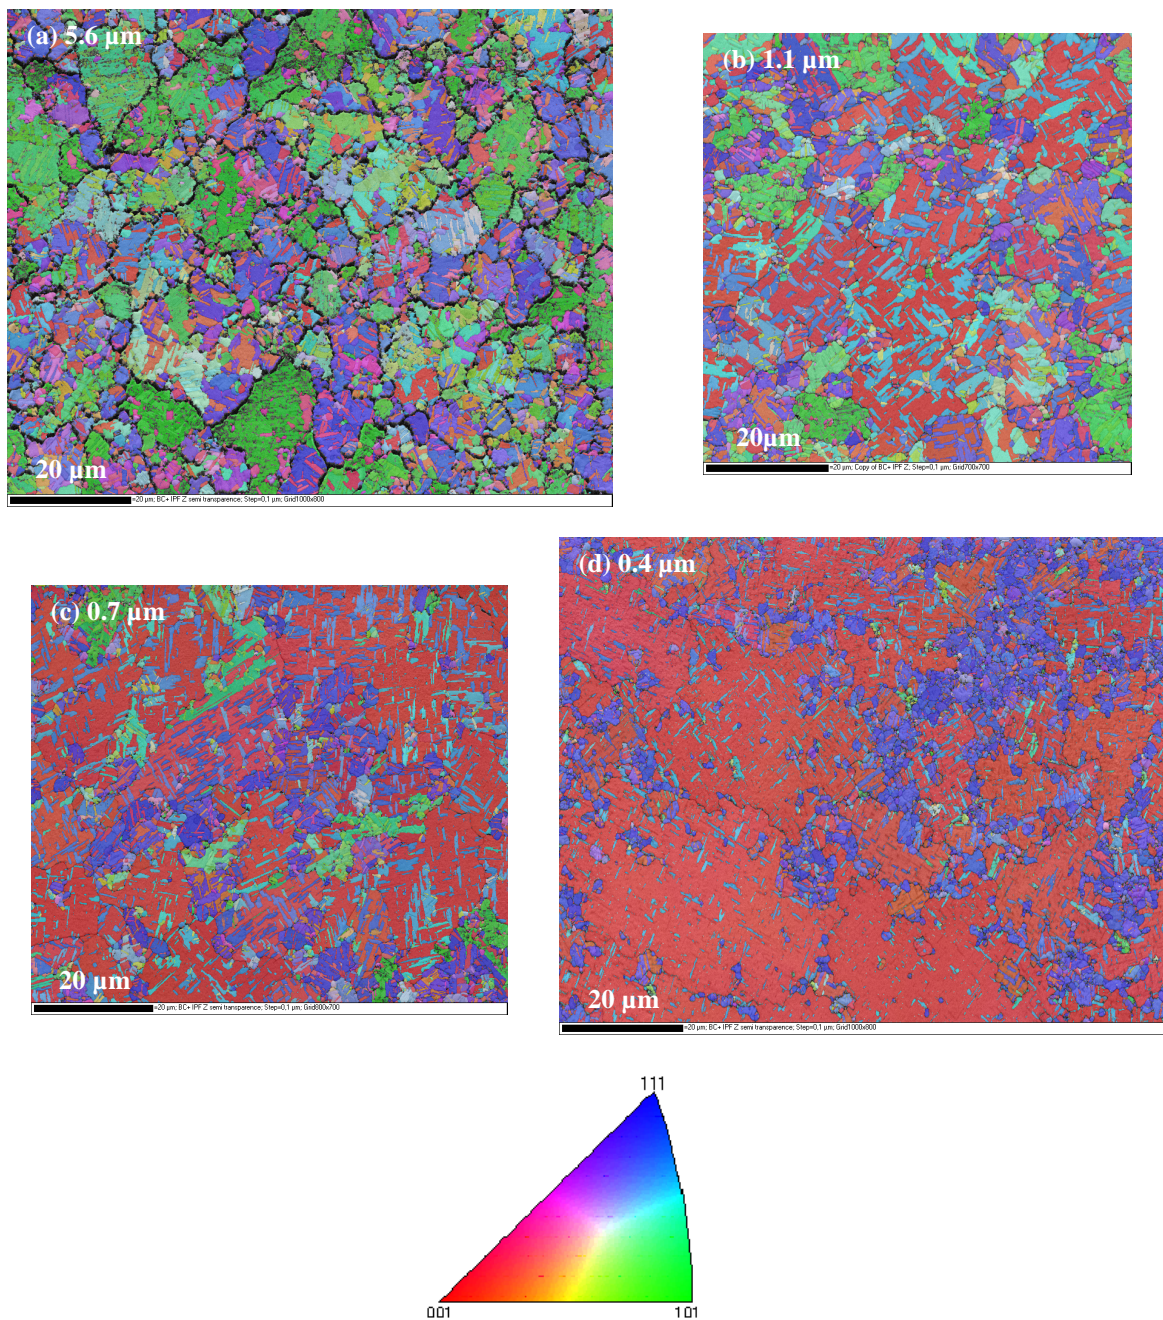 (a) 5.6 μm
20 μm
=20 μm; BC+ IPF Z semi transparence; Step=0.1 μm; Grid1000x800
(b) 1.1 μm
20μm
=20 μm; Copy of BC+ IPF Z; Step=0.1 μm; Grid700x700
(c) 0.7 μm
20 μm
=20 μm; BC+ IPF Z semi transparence; Step=0.1 μm; Grid800x700
(d) 0.4 μm
20 μm
=20 μm; BC+ IPF Z semi transparence; Step=0.1 μm; Grid1000x800
111
001
101